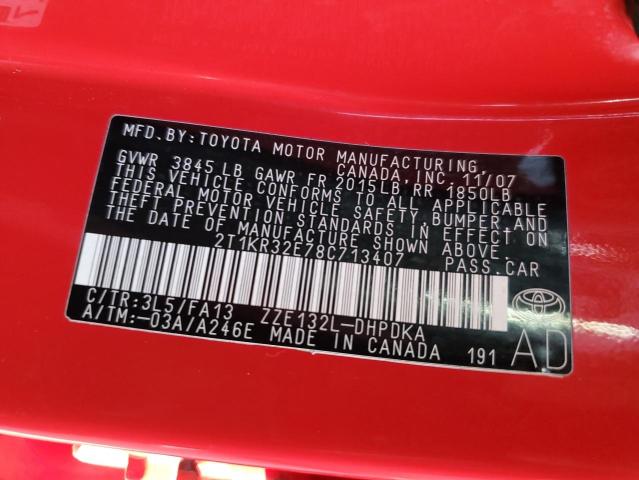 MFD. BY: TOYOTA MOTOR MANUFACTURING
CANADA, INC. 11/07
GVWR 3845 LB GAWR FR 2015LB RR 1850LB
THIS VEHICLE CONFORMS TO ALL APPLICABLE
FEDERAL MOTOR VEHICLE SAFETY, BUMPER, AND
THEFT PREVENTION STANDARDS IN EFFECT ON
THE DATE OF MANUFACTURE SHOWN ABOVE.
2T1KR32E78C713407 PASS.CAR
C/TR:3L5/FA13 ZZE132L-DHPDKA
A/TM:-03A/A246E MADE IN CANADA 191
AD